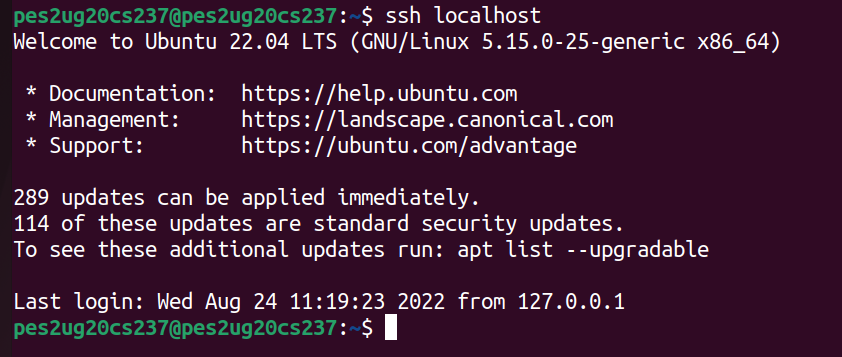 pes2ug20cs237@pes2ug20cs237:~$ ssh localhost
Welcome to Ubuntu 22.04 LTS (GNU/Linux 5.15.0-25-generic x86_64)
* Documentation:  https://help.ubuntu.com
* Management:     https://landscape.canonical.com
* Support:        https://ubuntu.com/advantage
289 updates can be applied immediately.
114 of these updates are standard security updates.
To see these additional updates run: apt list --upgradable
Last login: Wed Aug 24 11:19:23 2022 from 127.0.0.1
pes2ug20cs237@pes2ug20cs237:~$